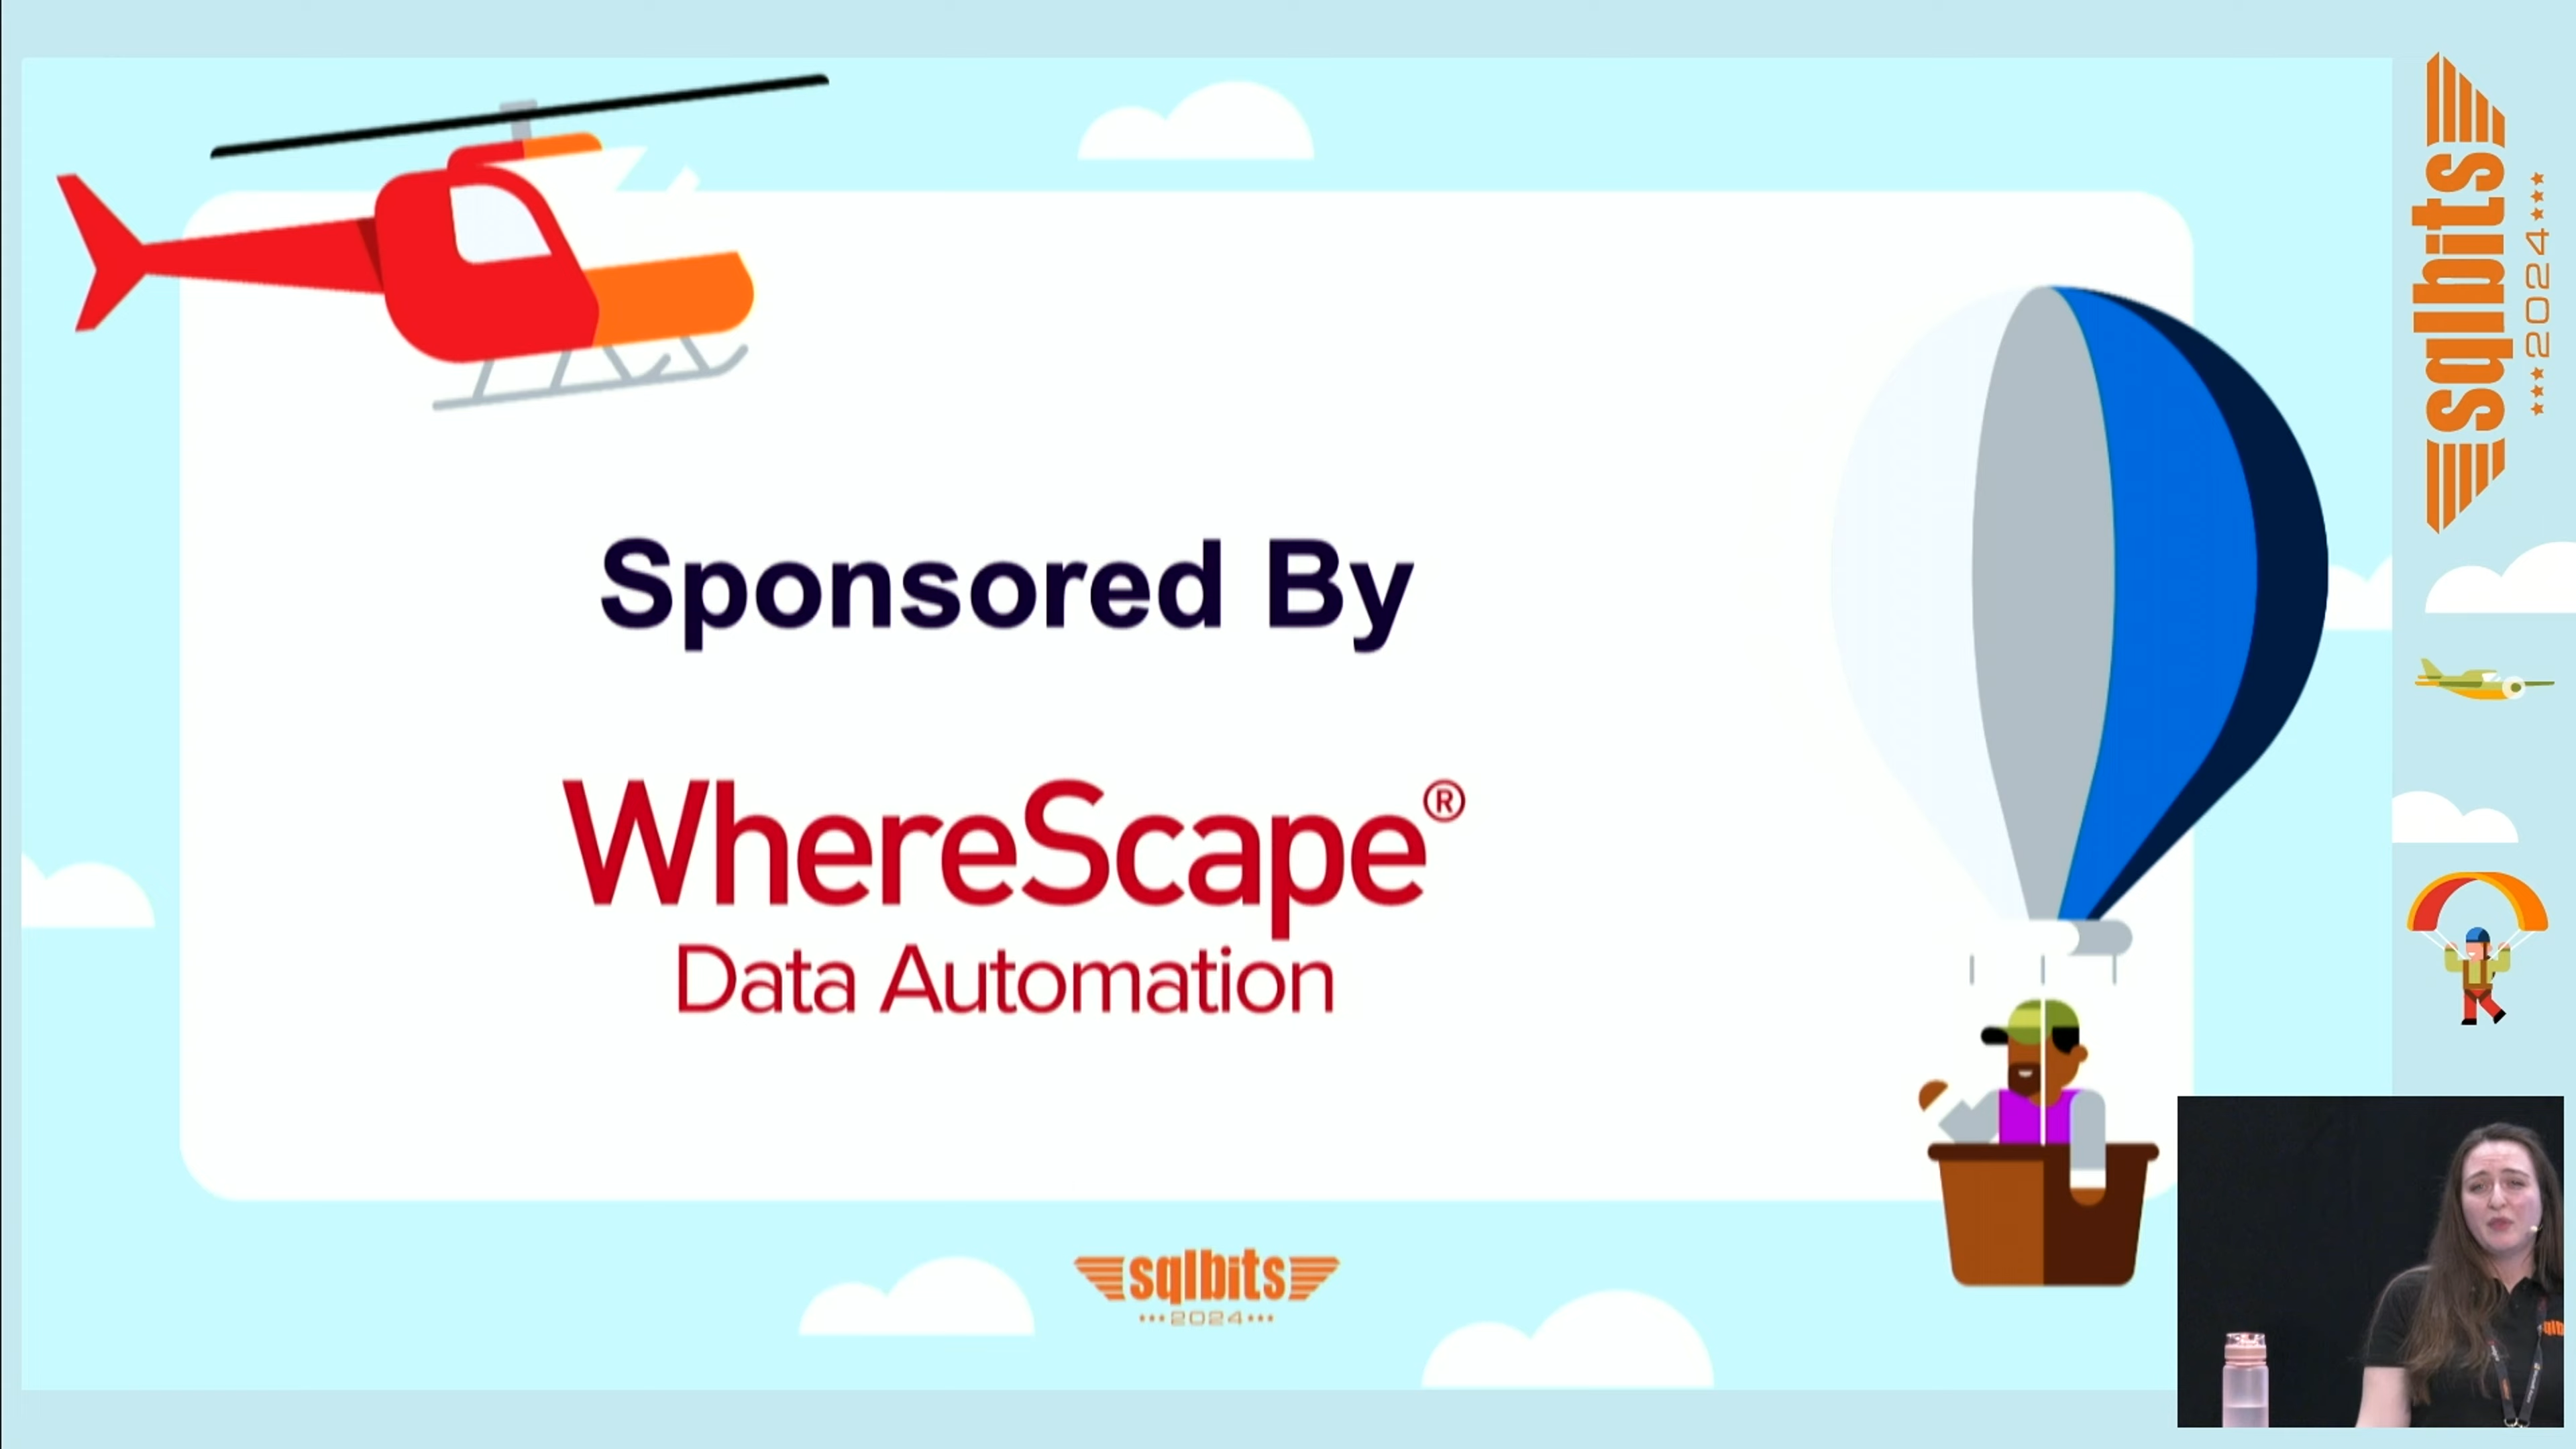 Sponsored By
WhereScape®
Data Automation
sqlbits
2024
sqlbits
2024